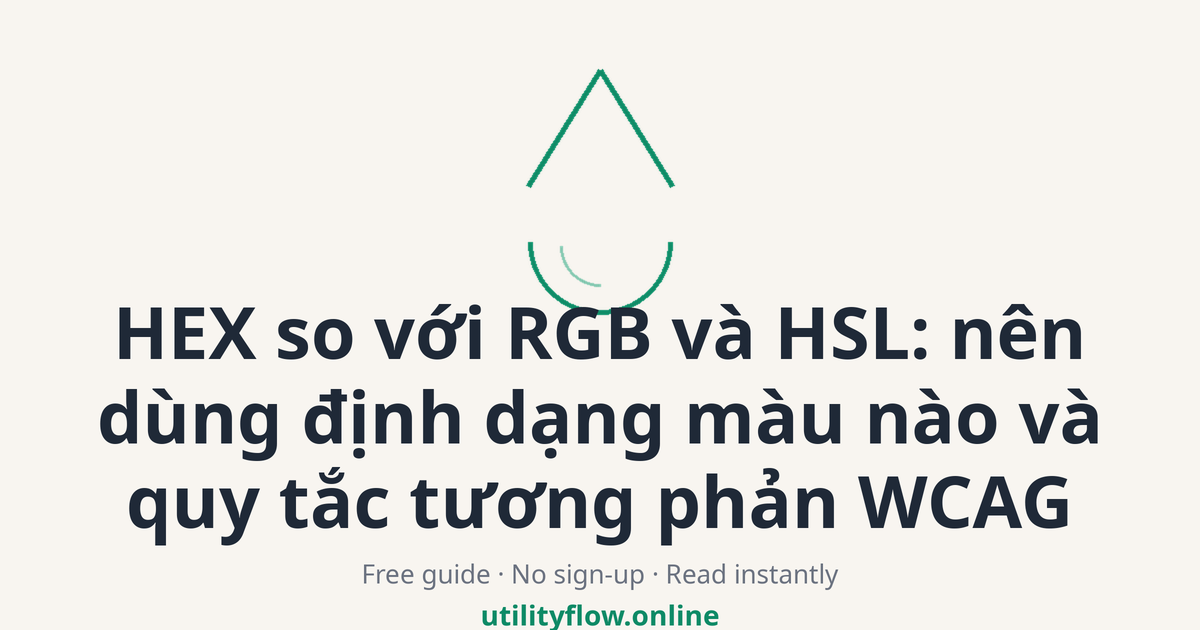 HEX so với RGB và HSL: nên
dùng định dạng màu nào và
quy tắc tương phản WCAG
Free guide · No sign-up · Read instantly
utilityflow.online